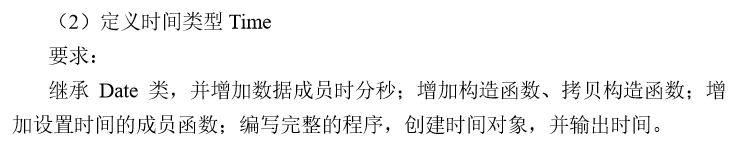 （2）定义时间类型 Time
要求：
继承 Date 类，并增加数据成员时分秒；增加构造函数、拷贝构造函数；增
加设置时间的成员函数；编写完整的程序，创建时间对象，并输出时间。